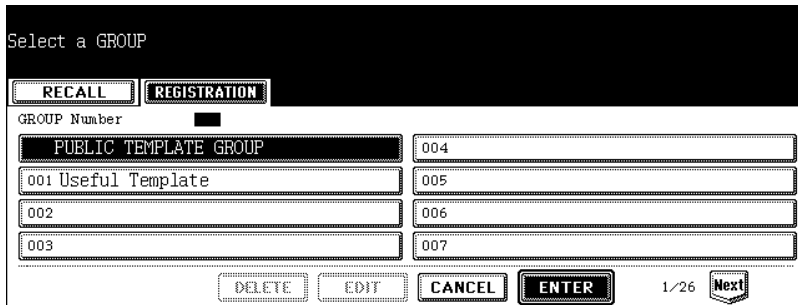 Select a GROUP
RECALL REGISTRATION
GROUP Number
PUBLIC TEMPLATE GROUP 004
001 Useful Template 005
002 006
003 007
DELETE EDIT CANCEL ENTER 1/26 Next